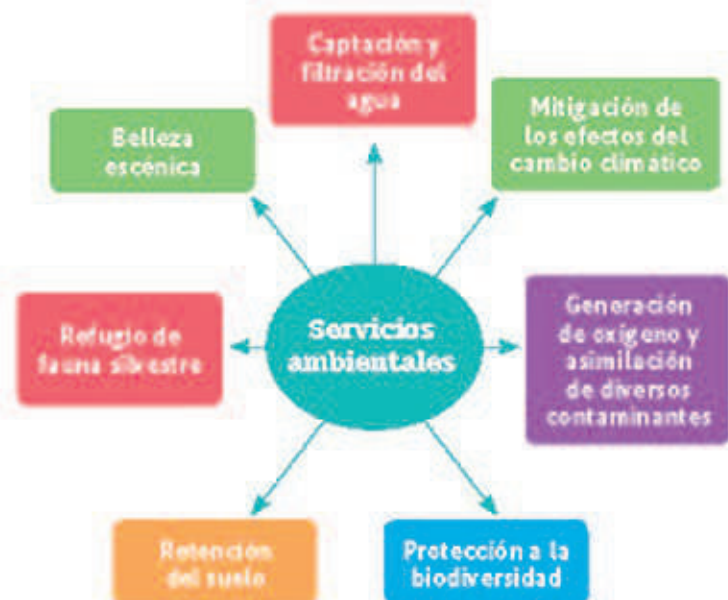 Captación y
filtración del
agua
Belleza
escénica
Mitigación de
los efectos del
cambio climático
Refugio de
fauna silvestre
Servicios
ambientales
Generación
de oxígeno y
asimilación
de diversos
contaminantes
Retención
del suelo
Protección a la
biodiversidad